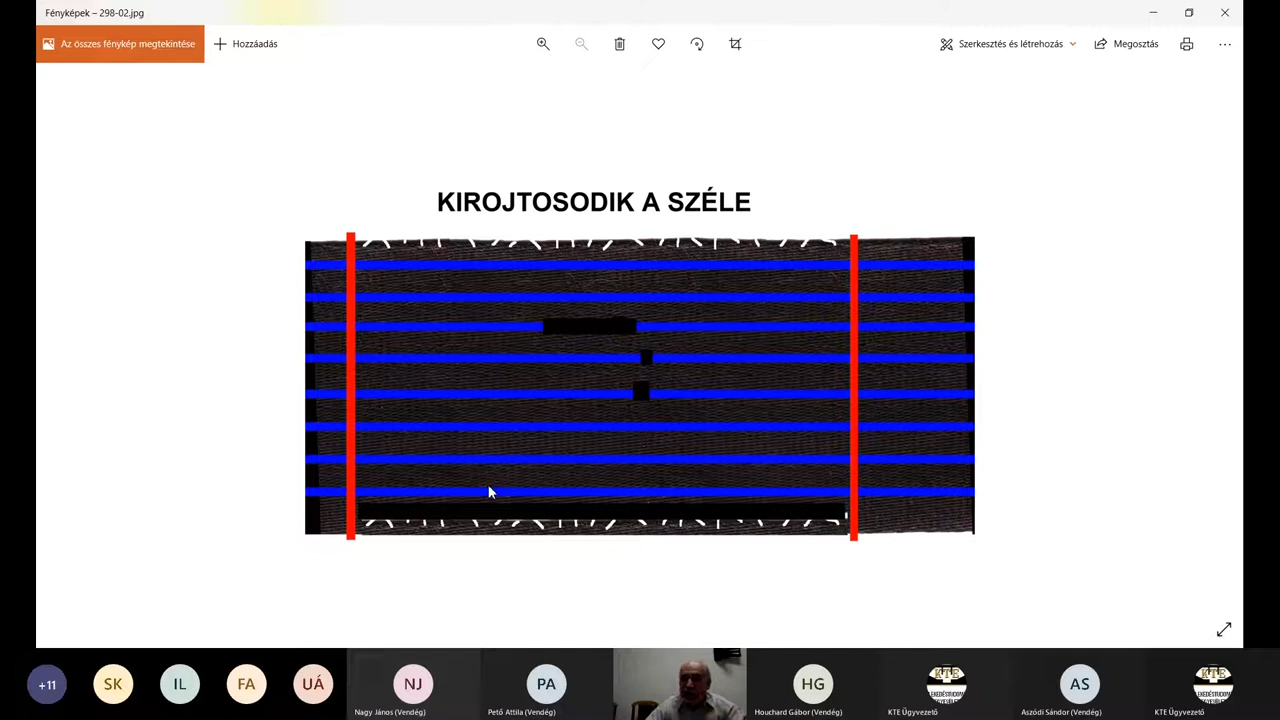 Fényképek – 298-02.jpg
Az összes fénykép megtekintése
Hozzáadás
Szerkesztés és létrehozás
Megosztás
KIROJTOSODIK A SZÉLE
+11
SK
IL
FA
UÁ
NJ
PA
HG
KTE
AS
KTE
Nagy János (Vendég)
Pető Attila (Vendég)
Houchard Gábor (Vendég)
KTE Ügyvezető
Aszódi Sándor (Vendég)
KTE Ügyvezető